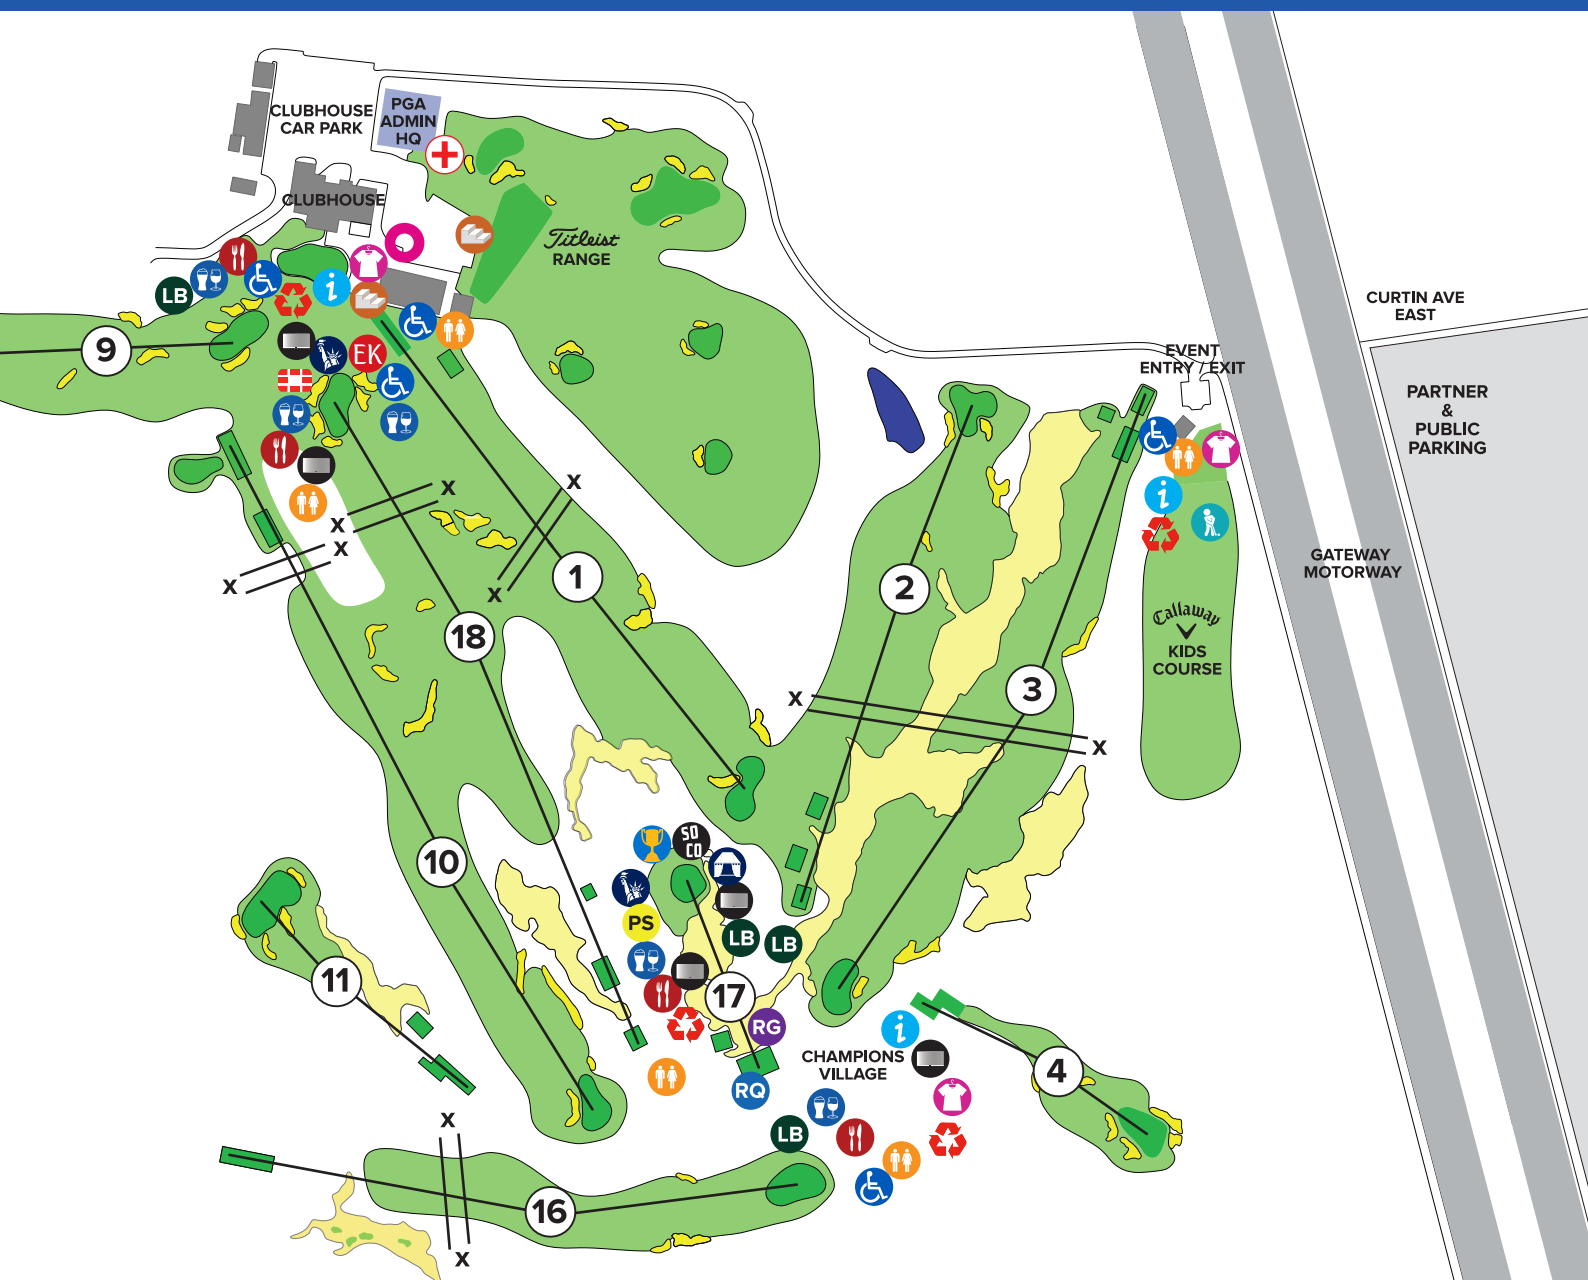 CLUBHOUSE
CAR PARK
PGA
ADMIN
HQ
CLUBHOUSE
Titleist
RANGE
LB
i
EK
9
CURTIN AVE
EAST
EVENT
ENTRY / EXIT
PARTNER
&
PUBLIC
PARKING
GATEWAY
MOTORWAY
i
Callaway
KIDS
COURSE
X
X
X
X
X
X
1
2
18
3
X
X
10
SO
CO
PS
LB
LB
11
17
RG
i
CHAMPIONS
VILLAGE
4
RQ
LB
X
16
X